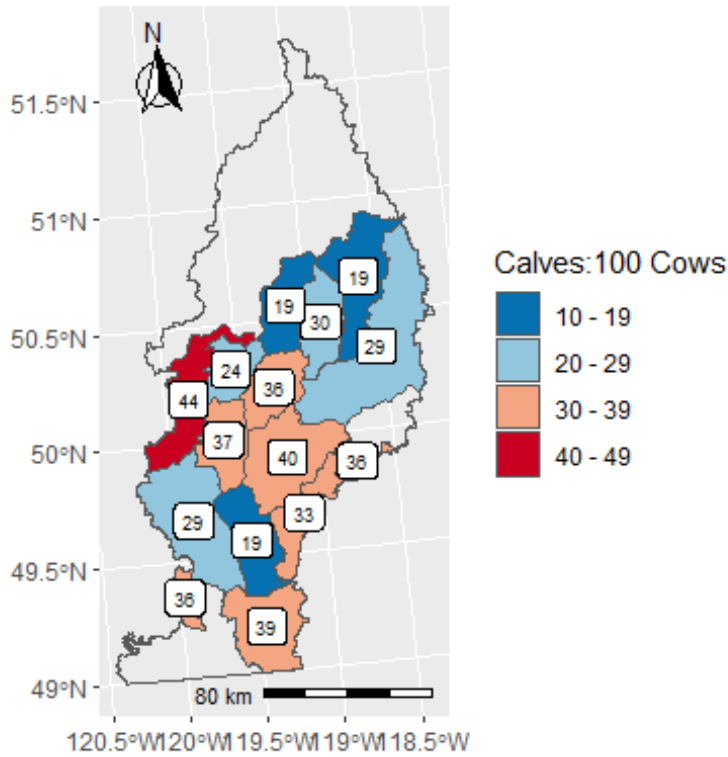 N
51.5°N
51°N
50.5°N
50°N
49.5°N
49°N
19
19
30
29
24
36
44
37
40
36
29
33
19
36
39
80 km
120.5°W 120°W 119.5°W 119°W 118.5°W
Calves:100 Cows
10 - 19
20 - 29
30 - 39
40 - 49